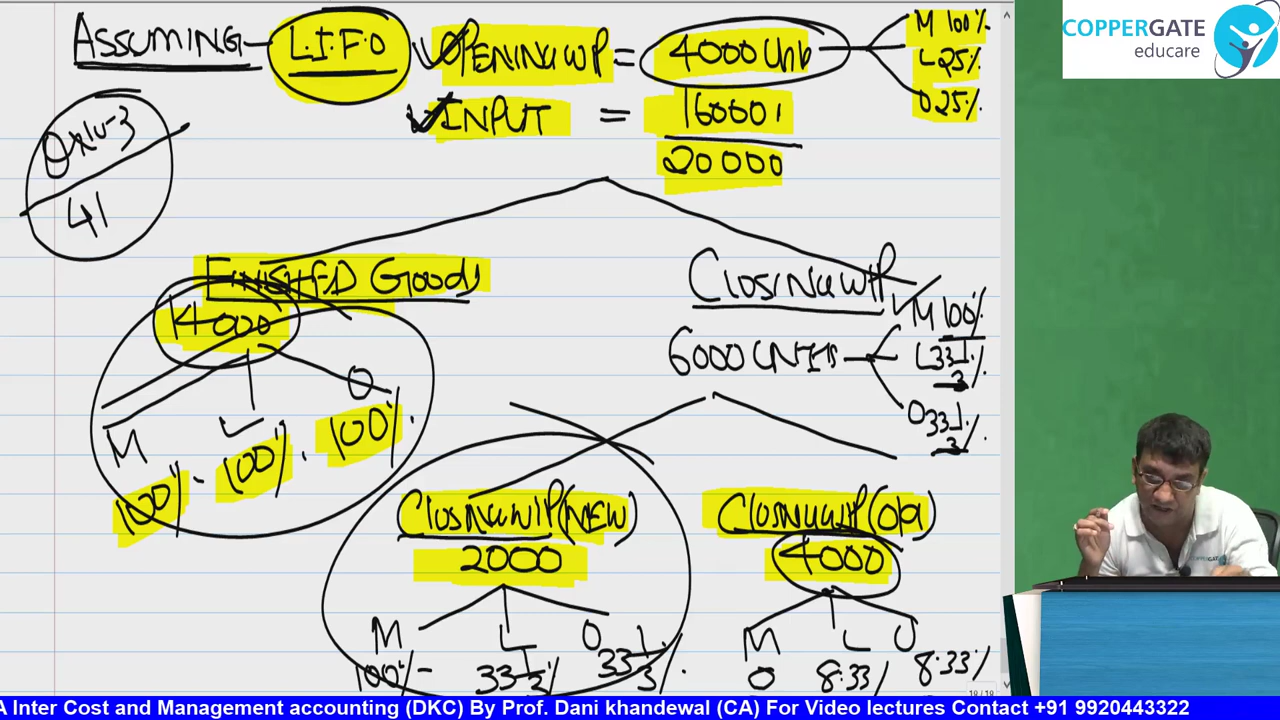 COPPERGATE
educare
ASSUMING - L.I.F.O OPENING WIP = 4000 Unit
M 100%
L 25%
O 25%
INPUT = 16000
20000
41
FINISHED Goods
14000
M L O
100% 100% 100%
Closing WIP
6000 UNITS
M 100%
L 33 1/3 %
O 33 1/3 %
Closing WIP (NEW)
2000
M L O
100% 33 1/3 % 33 1/3 %
Closing WIP (Old)
4000
M L O
0 8.33% 8.33%
COPPERGATE
A Inter Cost and Management accounting (DKC) By Prof. Dani khandewal (CA) For Video lectures Contact +91 9920443322